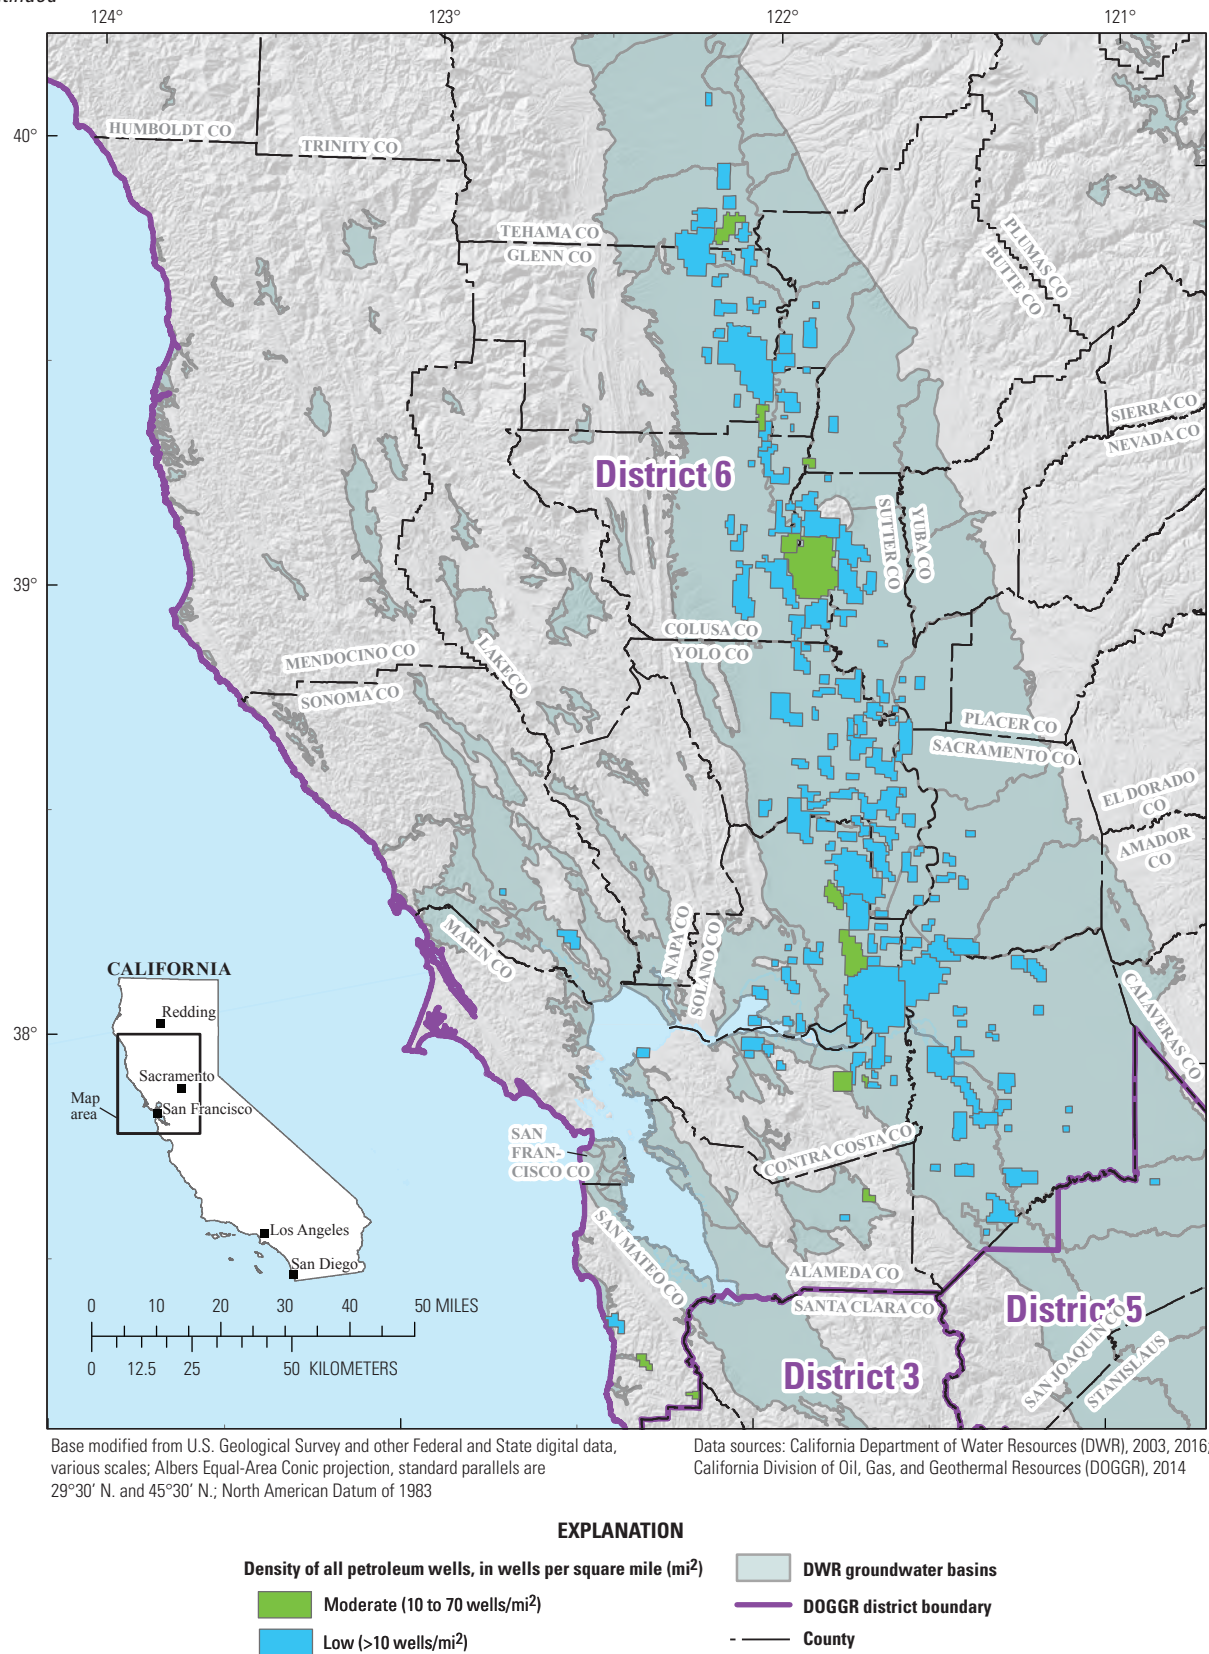 124°
123°
122°
121°
40°
HUMBOLDT CO
TRINITY CO
TEHAMA CO
GLENN CO
PLUMAS CO
BUTTE CO
SIERRA CO
NEVADA CO
District 6
SUTTER CO
YUBA CO
39°
COLUSA CO
YOLO CO
MENDOCINO CO
SONOMA CO
LAKE CO
PLACER CO
SACRAMENTO CO
EL DORADO
CO
AMADOR
CO
MARIN CO
NAPA CO
SOLANO CO
CALAVERAS CO
38°
CALIFORNIA
Redding
Sacramento
San Francisco
Map
area
Los Angeles
San Diego
SAN
FRAN-
CISCO CO
CONTRA COSTA CO
SAN MATEO CO
ALAMEDA CO
SANTA CLARA CO
District 5
District 3
SAN JOAQUIN CO
STANISLAUS
0 10 20 30 40 50 MILES
0 12.5 25 50 KILOMETERS
Base modified from U.S. Geological Survey and other Federal and State digital data,
various scales; Albers Equal-Area Conic projection, standard parallels are
29°30′ N. and 45°30′ N.; North American Datum of 1983
Data sources: California Department of Water Resources (DWR), 2003, 2016;
California Division of Oil, Gas, and Geothermal Resources (DOGGR), 2014
EXPLANATION
Density of all petroleum wells, in wells per square mile (mi²)
Moderate (10 to 70 wells/mi²)
Low (>10 wells/mi²)
DWR groundwater basins
DOGGR district boundary
County